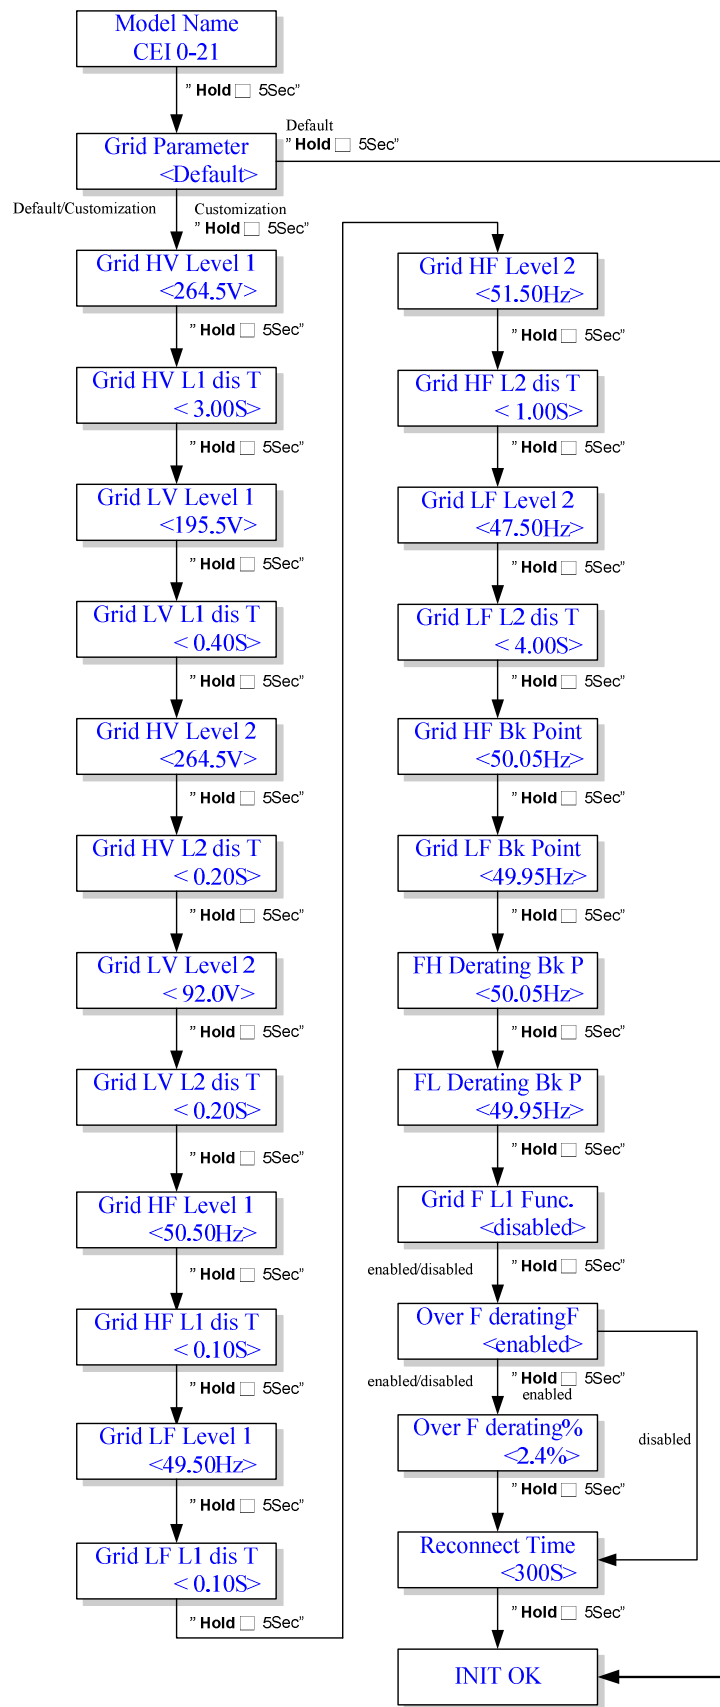 Model Name
CEI 0-21
" Hold □ 5Sec"
Grid Parameter
<Default>
Default
" Hold □ 5Sec"
Default/Customization
Customization
" Hold □ 5Sec"
Grid HV Level 1
<264.5V>
" Hold □ 5Sec"
Grid HV L1 dis T
< 3.00S>
" Hold □ 5Sec"
Grid LV Level 1
<195.5V>
" Hold □ 5Sec"
Grid LV L1 dis T
< 0.40S>
" Hold □ 5Sec"
Grid HV Level 2
<264.5V>
" Hold □ 5Sec"
Grid HV L2 dis T
< 0.20S>
" Hold □ 5Sec"
Grid LV Level 2
< 92.0V>
" Hold □ 5Sec"
Grid LV L2 dis T
< 0.20S>
" Hold □ 5Sec"
Grid HF Level 1
<50.50Hz>
" Hold □ 5Sec"
Grid HF L1 dis T
< 0.10S>
" Hold □ 5Sec"
Grid LF Level 1
<49.50Hz>
" Hold □ 5Sec"
Grid LF L1 dis T
< 0.10S>
" Hold □ 5Sec"
Grid HF Level 2
<51.50Hz>
" Hold □ 5Sec"
Grid HF L2 dis T
< 1.00S>
" Hold □ 5Sec"
Grid LF Level 2
<47.50Hz>
" Hold □ 5Sec"
Grid LF L2 dis T
< 4.00S>
" Hold □ 5Sec"
Grid HF Bk Point
<50.05Hz>
" Hold □ 5Sec"
Grid LF Bk Point
<49.95Hz>
" Hold □ 5Sec"
FH Derating Bk P
<50.05Hz>
" Hold □ 5Sec"
FL Derating Bk P
<49.95Hz>
" Hold □ 5Sec"
Grid F L1 Func.
<disabled>
enabled/disabled
" Hold □ 5Sec"
Over F deratingF
<enabled>
enabled/disabled
" Hold □ 5Sec"
enabled
disabled
Over F derating%
<2.4%>
" Hold □ 5Sec"
Reconnect Time
<300S>
" Hold □ 5Sec"
INIT OK